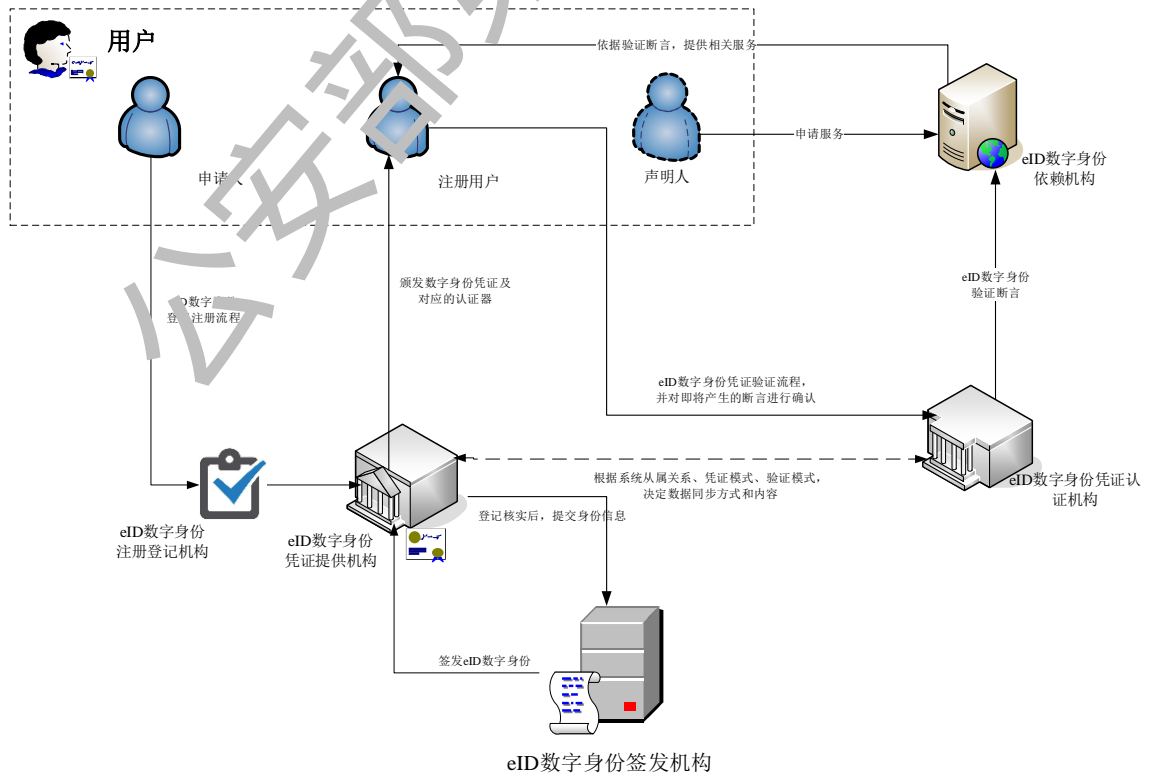 用户
依据验证断言，提供相关服务
申请服务
申请人
注册用户
声明人
eID数字身份
依赖机构
颁发数字身份凭证及
对应的认证器
eID数字身份
验证断言
D数字
登 注册流程
eID数字身份凭证验证流程，
并对即将产生的断言进行确认
根据系统从属关系、凭证模式、验证模式，
决定数据同步方式和内容
eID数字身份凭证认
证机构
登记核实后，提交身份信息
eID数字身份
注册登记机构
eID数字身份
凭证提供机构
签发eID数字身份
eID数字身份签发机构
公安部